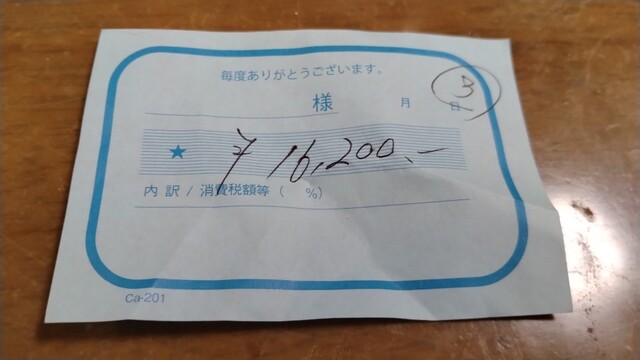 毎度ありがとうございます。
様 月 日 3
★ ¥16,200.-
内 訳 / 消費税額等 ( %)
Ca-201